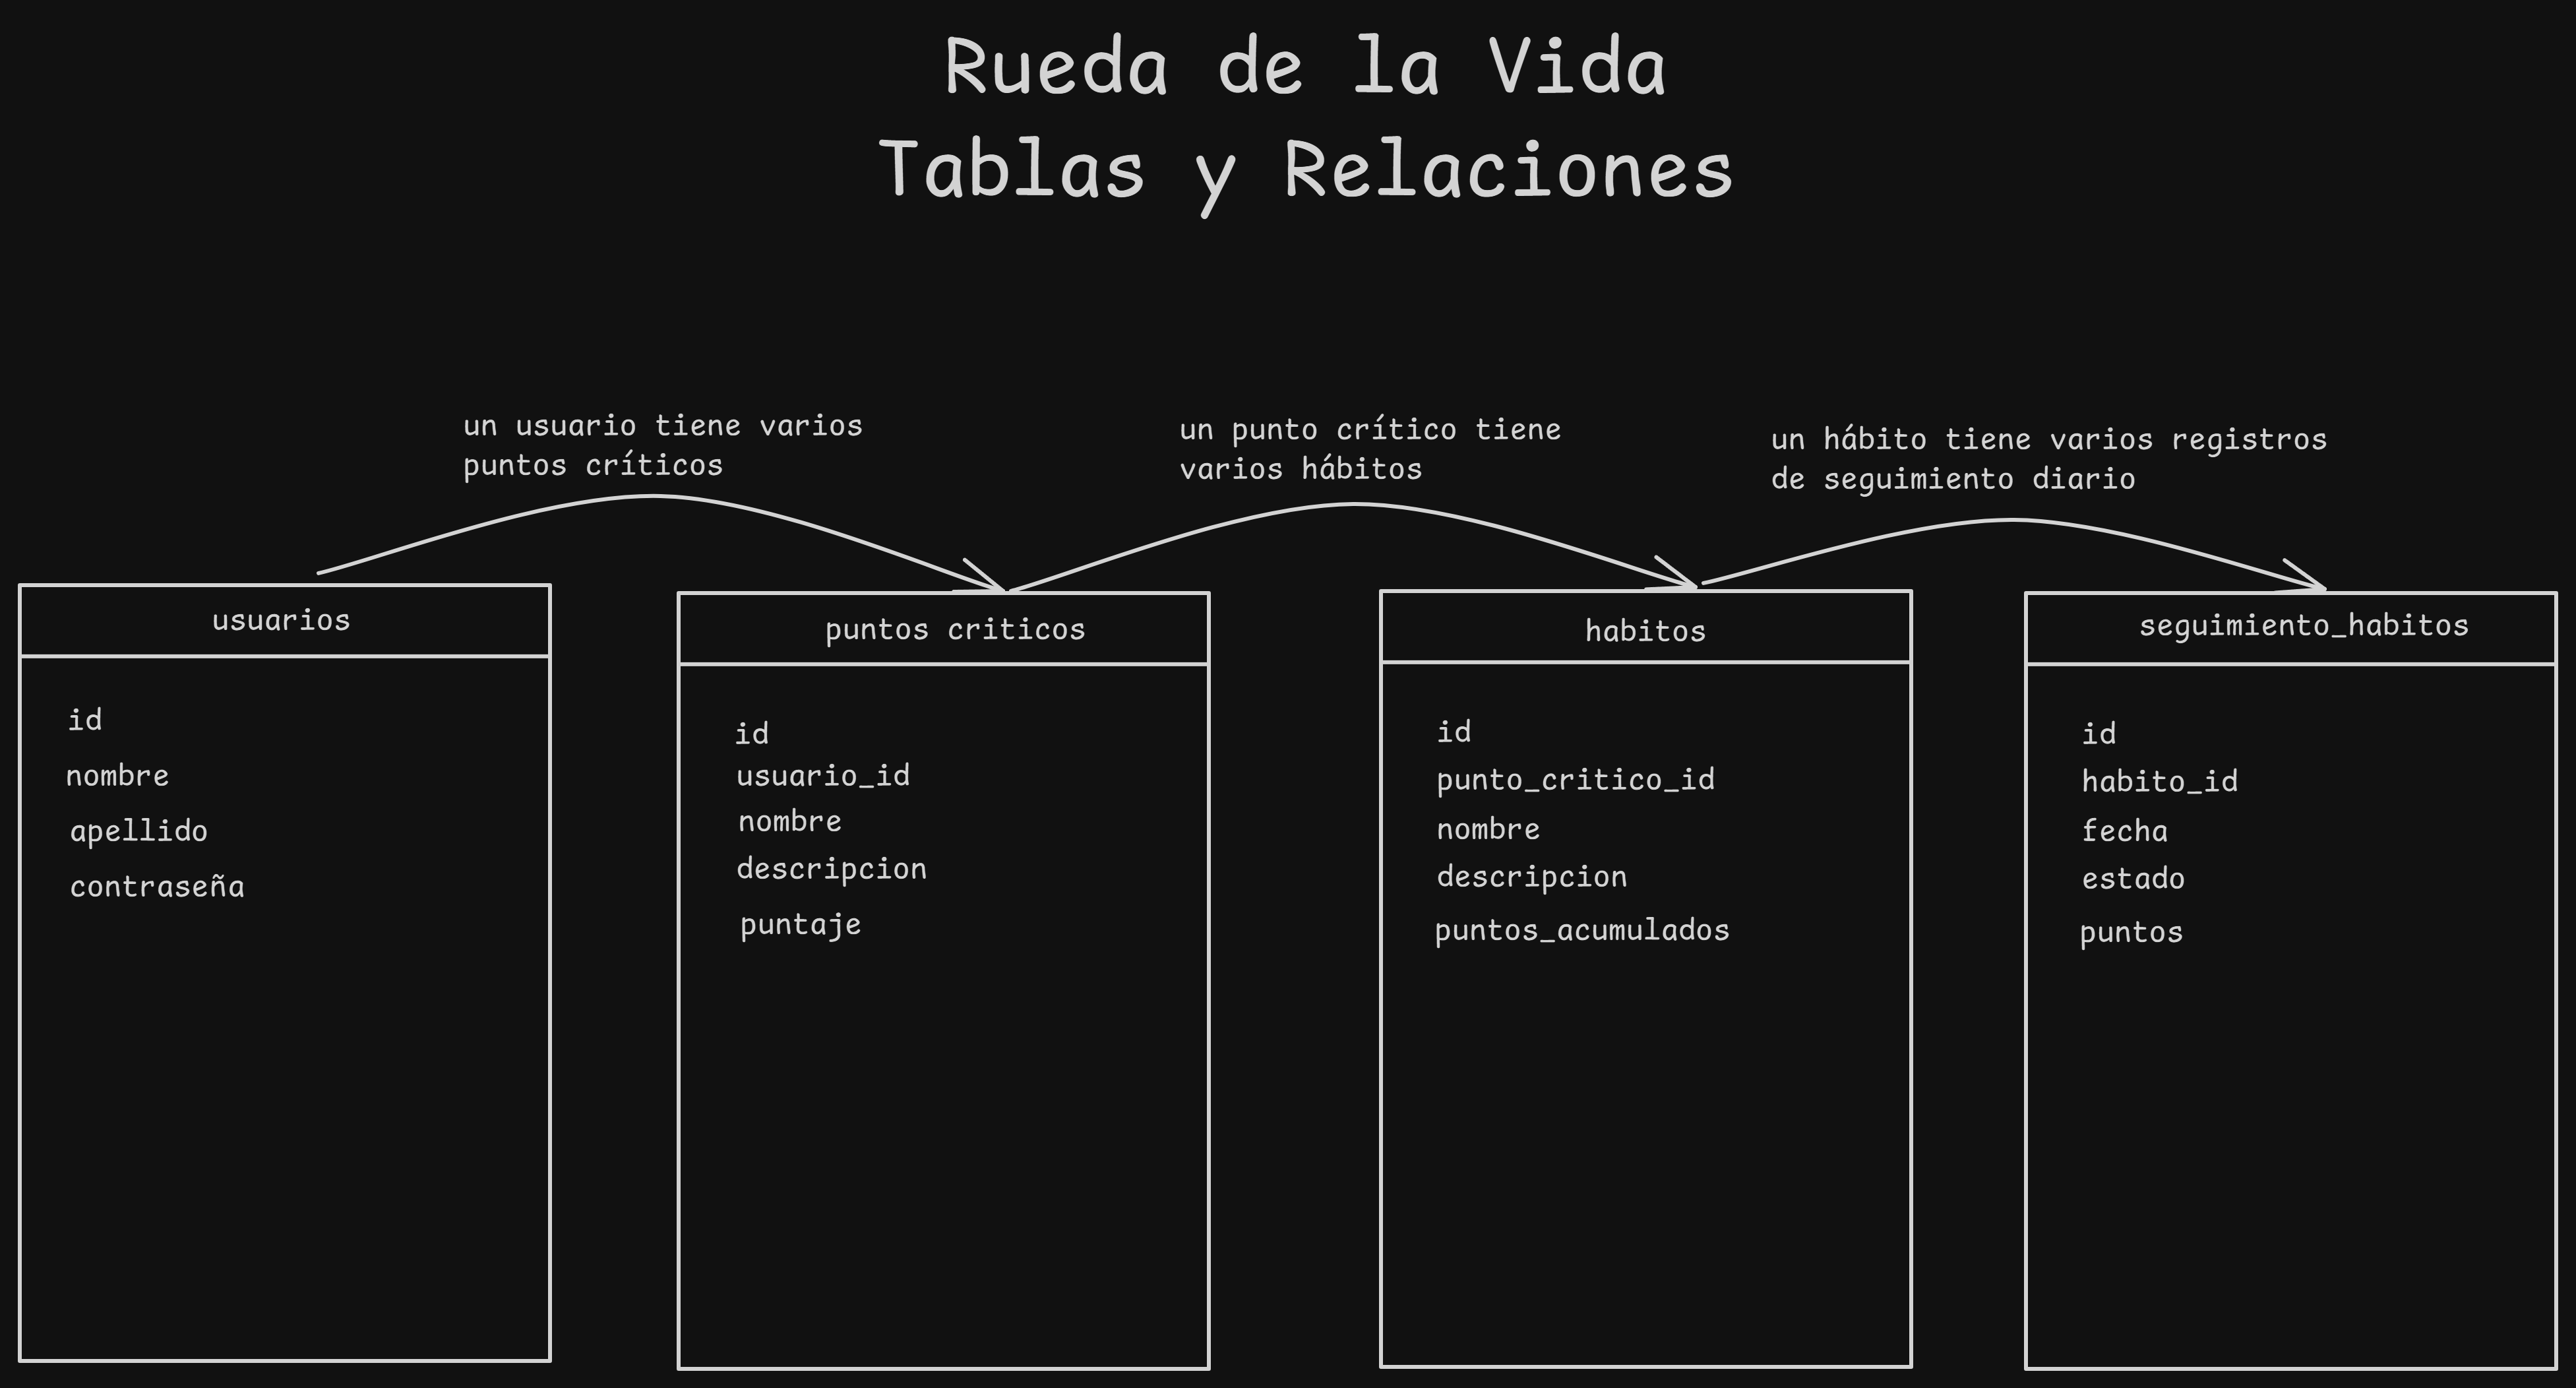 Rueda de la Vida
Tablas y Relaciones
un usuario tiene varios
puntos críticos
un punto crítico tiene
varios hábitos
un hábito tiene varios registros
de seguimiento diario
usuarios
id
nombre
apellido
contraseña
puntos criticos
id
usuario_id
nombre
descripcion
puntaje
habitos
id
punto_critico_id
nombre
descripcion
puntos_acumulados
seguimiento_habitos
id
habito_id
fecha
estado
puntos